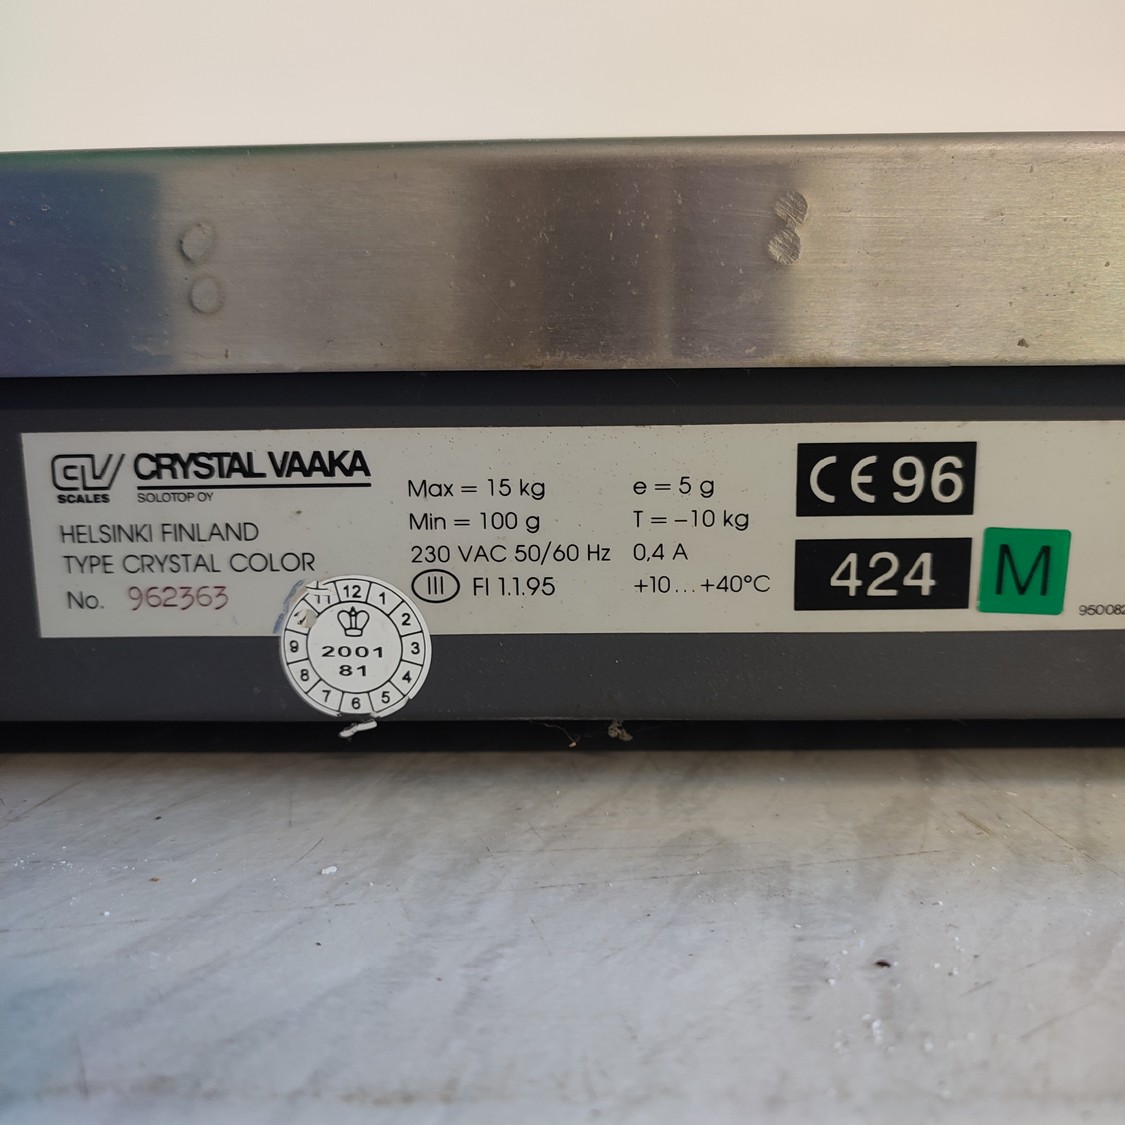 CV
SCALES
CRYSTAL VAAKA
SOLOTOP OY
HELSINKI FINLAND
TYPE CRYSTAL COLOR
No. 962363
Max = 15 kg
Min = 100 g
230 VAC 50/60 Hz
III FI 1.1.95
e = 5 g
T = –10 kg
0,4 A
+10...+40°C
CE 96
424
M
950082
12
1
2
3
4
5
6
7
8
9
11
2001
81